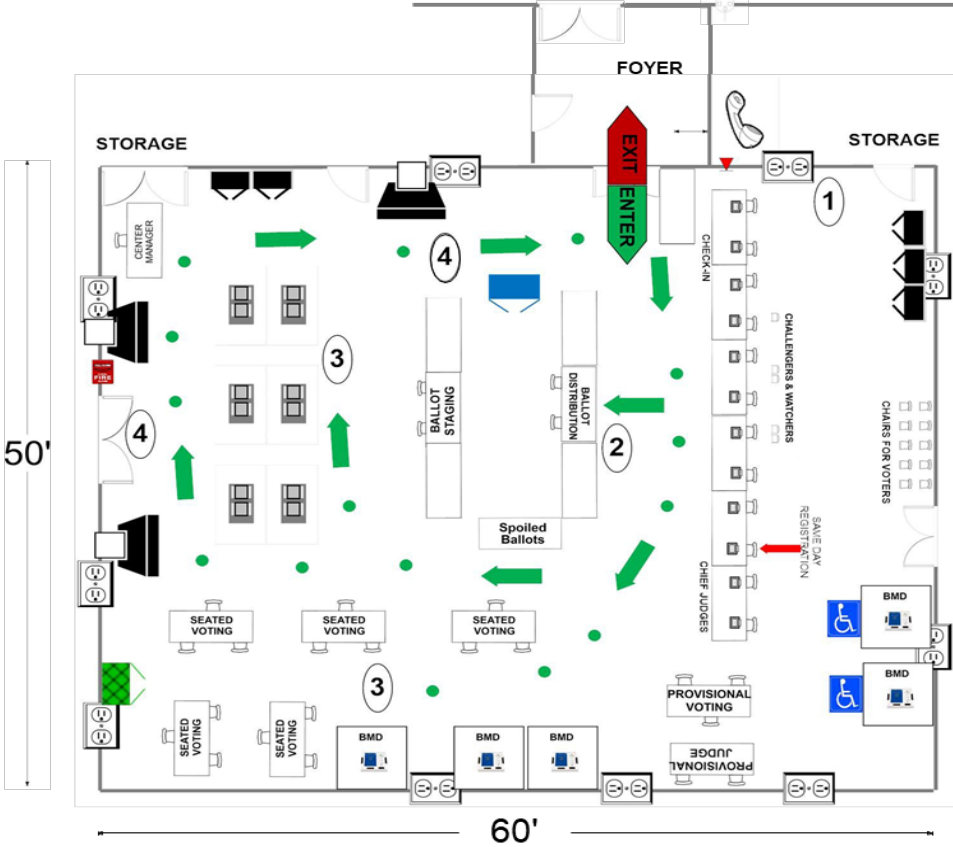 FOYER
STORAGE
STORAGE
EXIT
ENTER
1
CENTER
MANAGER
4
CHECK-IN
3
CHALLENGERS & WATCHERS
BALLOT
STAGING
BALLOT
DISTRIBUTION
CHAIRS FOR VOTERS
4
2
50'
Spoiled
Ballots
SAME DAY
REGISTRATION
CHIEF JUDGES
SEATED
VOTING
SEATED
VOTING
SEATED
VOTING
BMD
BMD
3
PROVISIONAL
VOTING
SEATED
VOTING
SEATED
VOTING
BMD
BMD
BMD
PROVISIONAL
JUDGE
60'